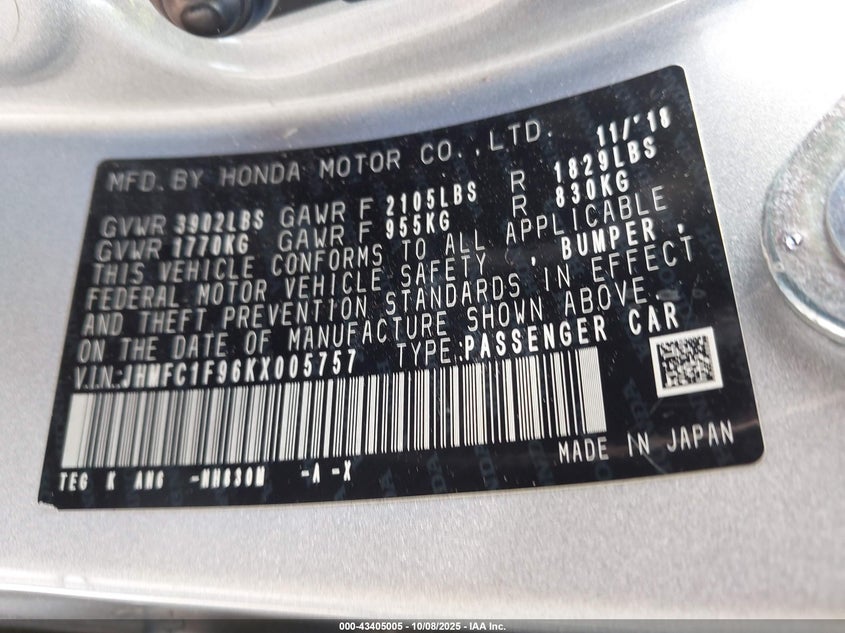 MFD. BY HONDA MOTOR CO., LTD. 11/'18
GVWR 3902LBS GAWR F 2105LBS R 1829LBS
GVWR 1770KG GAWR F 955KG R 830KG
THIS VEHICLE CONFORMS TO ALL APPLICABLE
FEDERAL MOTOR VEHICLE SAFETY , BUMPER ,
AND THEFT PREVENTION STANDARDS IN EFFECT
ON THE DATE OF MANUFACTURE SHOWN ABOVE.
V.I.N.:JHMFC1F96KX005757 TYPE:PASSENGER CAR
MADE IN JAPAN
TEG K ANG -NH830M -A -X
000-43405005 - 10/08/2025 - IAA Inc.